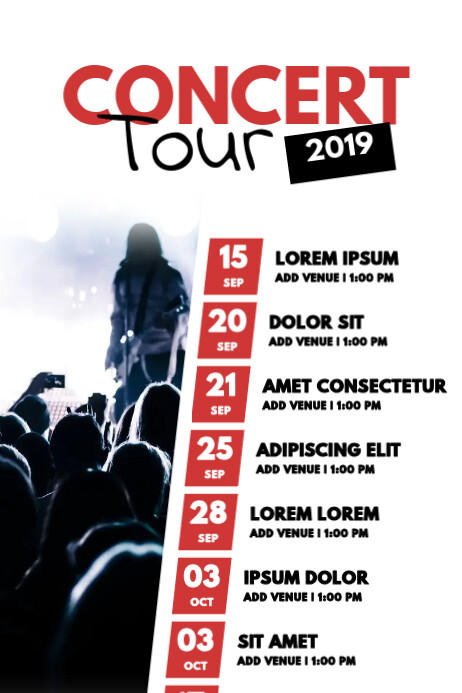 CONCERT
Tour
2019
15
SEP
LOREM IPSUM
ADD VENUE | 1:00 PM
20
SEP
DOLOR SIT
ADD VENUE | 1:00 PM
21
SEP
AMET CONSECTETUR
ADD VENUE | 1:00 PM
25
SEP
ADIPISCING ELIT
ADD VENUE | 1:00 PM
28
SEP
LOREM LOREM
ADD VENUE | 1:00 PM
03
OCT
IPSUM DOLOR
ADD VENUE | 1:00 PM
03
OCT
SIT AMET
ADD VENUE | 1:00 PM